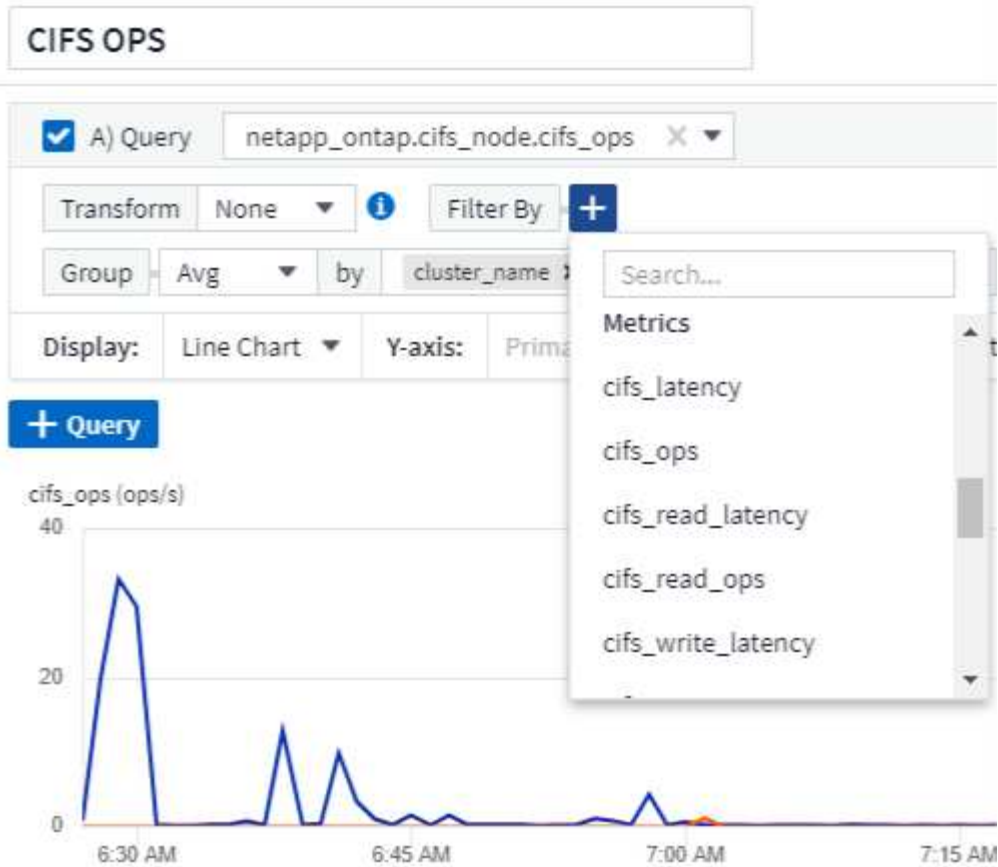 CIFS OPS
A) Query netapp_ontap.cifs_node.cifs_ops
Transform None Filter By
Group Avg by cluster_name
Search...
Metrics
Display: Line Chart Y-axis:
cifs_latency
cifs_ops
cifs_read_latency
cifs_read_ops
cifs_write_latency
+ Query
cifs_ops (ops/s)
40
20
0
6:30 AM 6:45 AM 7:00 AM 7:15 AM